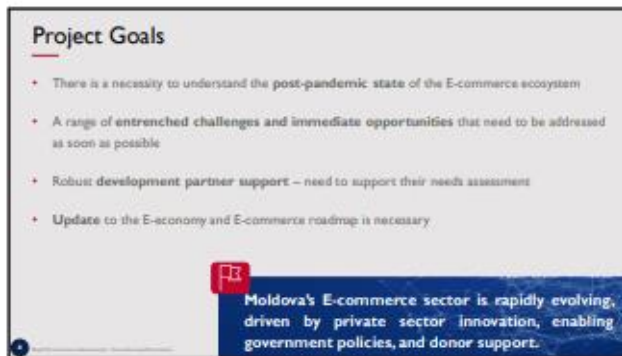 Project Goals
• There is a necessity to understand the post-pandemic state of the E-commerce ecosystem
• A range of entrenched challenges and immediate opportunities that need to be addressed
as soon as possible
• Robust development partner support – need to support their needs assessment
• Update to the E-economy and E-commerce roadmap is necessary
Moldova's E-commerce sector is rapidly evolving,
driven by private sector innovation, enabling
government policies, and donor support.